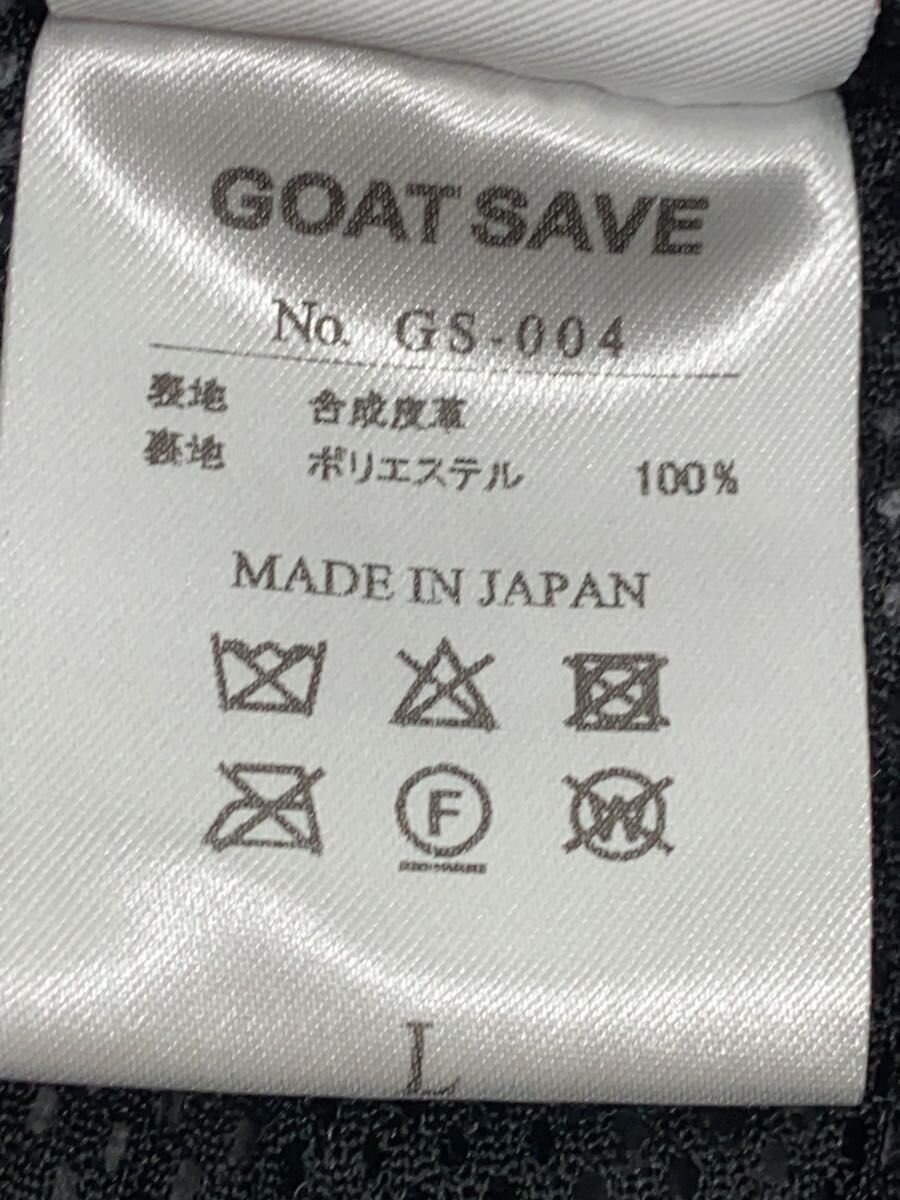 GOAT SAVE
No. GS-004
表地 合成皮革
裏地 ポリエステル 100%
MADE IN JAPAN
F
W
L